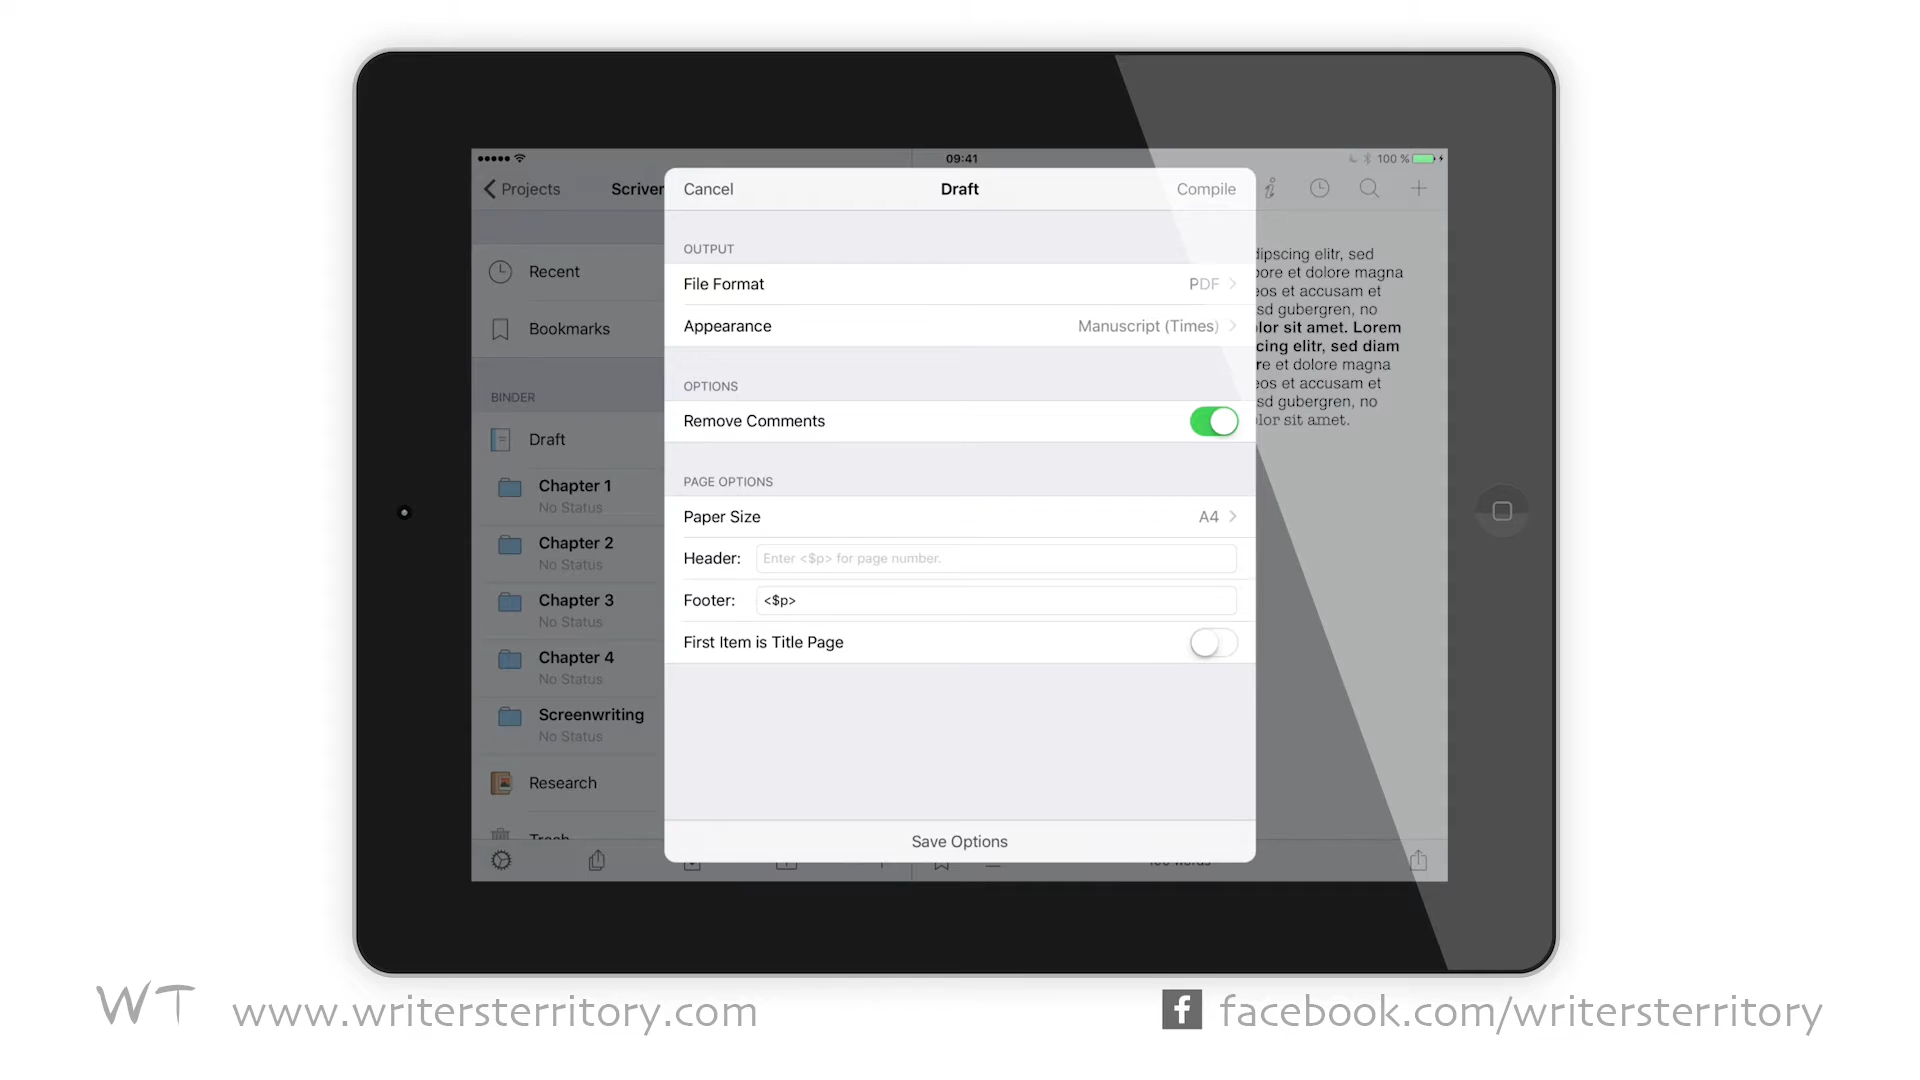 09:41
100 %
Projects
Scriver
Recent
Bookmarks
BINDER
Draft
Chapter 1
No Status
Chapter 2
No Status
Chapter 3
No Status
Chapter 4
No Status
Screenwriting
No Status
Research
Cancel
Draft
Compile
OUTPUT
File Format
PDF
Appearance
Manuscript (Times)
OPTIONS
Remove Comments
PAGE OPTIONS
Paper Size
A4
Header:
Enter <$p> for page number.
Footer:
<$p>
First Item is Title Page
Save Options
dipscing elitr, sed
ore et dolore magna
eos et accusam et
sd gubergren, no
lor sit amet. Lorem
cing elitr, sed diam
re et dolore magna
eos et accusam et
sd gubergren, no
lor sit amet.
WT
www.writersterritory.com
f
facebook.com/writersterritory